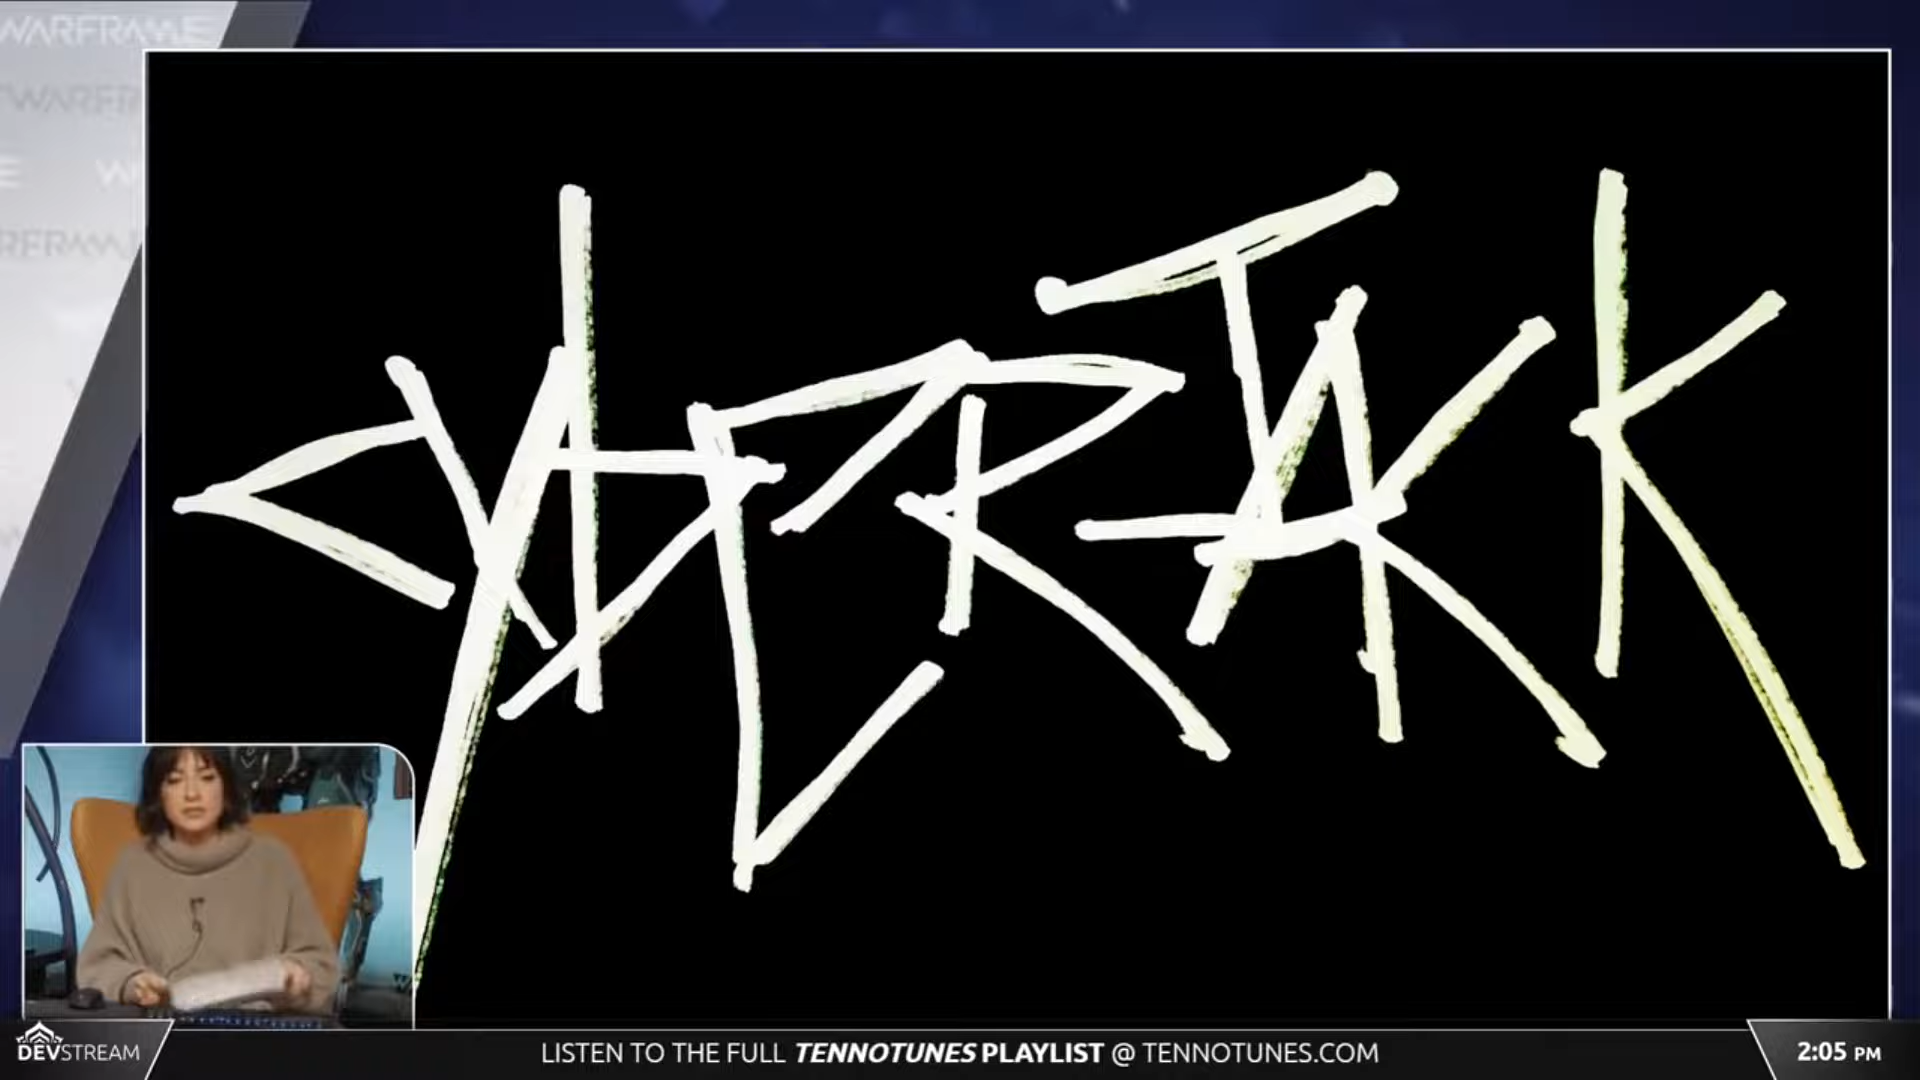 WARFRAME
CYBERJACK
DEVSTREAM
LISTEN TO THE FULL TENNOTUNES PLAYLIST @ TENNOTUNES.COM
2:05 PM